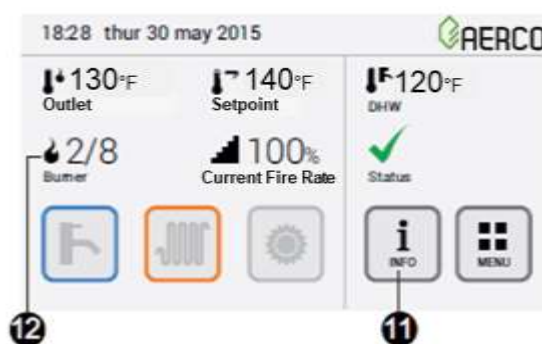 18:28 thur 30 may 2015
AERCO
130°F
Outlet
140°F
Setpoint
120°F
DHW
2/8
Burner
100%
Current Fire Rate
Status
i
INFO
MENU
12
11